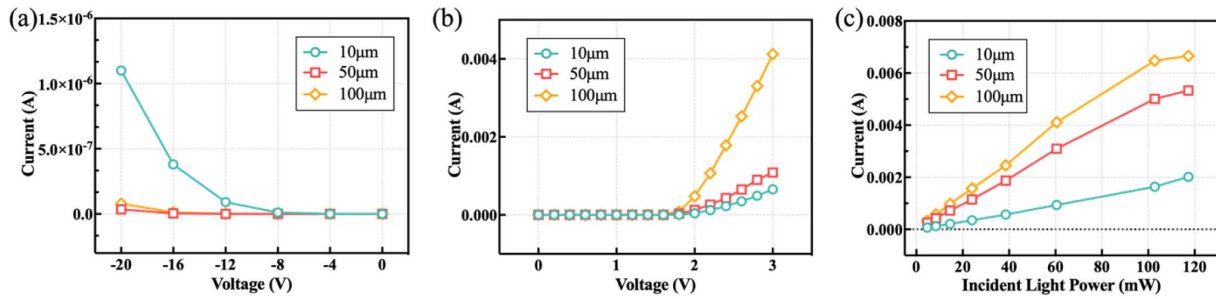 (a)
1.5×10⁻⁶
1.0×10⁻⁶
5.0×10⁻⁷
0.0
Current (A)
10μm
50μm
100μm
-20 -16 -12 -8 -4 0
Voltage (V)
(b)
0.004
0.002
0.000
Current (A)
10μm
50μm
100μm
0 1 2 3
Voltage (V)
(c)
0.008
0.006
0.004
0.002
0.000
Current (A)
10μm
50μm
100μm
0 20 40 60 80 100 120
Incident Light Power (mW)